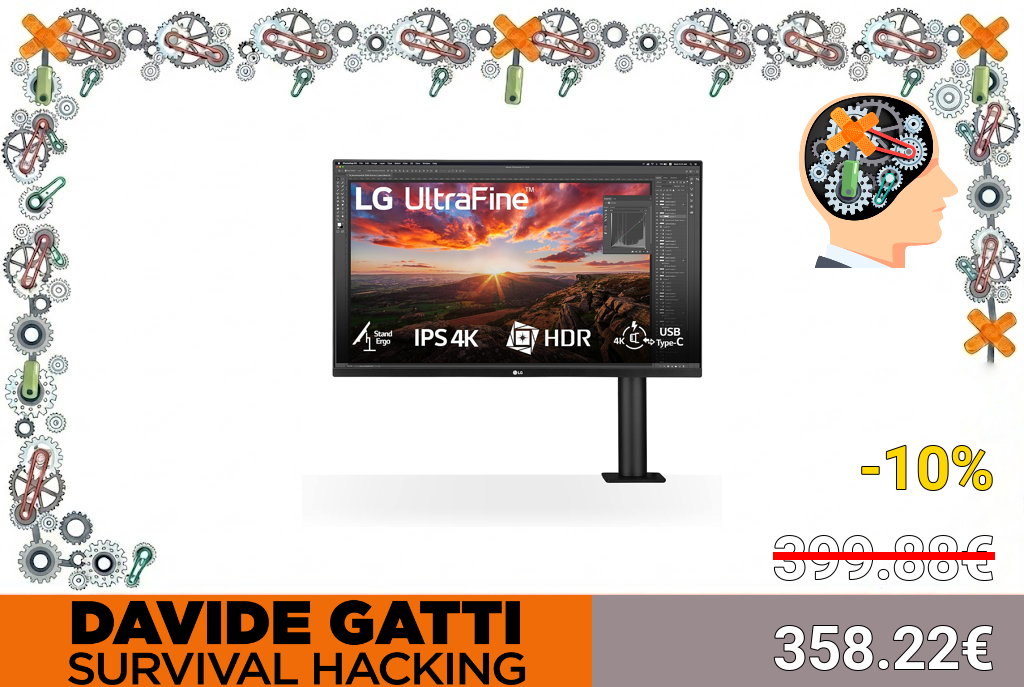 LG UltraFine™
Stand
Ergo
IPS 4K
HDR
4K
USB
Type-C
LG
-10%
399.88€
DAVIDE GATTI
SURVIVAL HACKING
358.22€